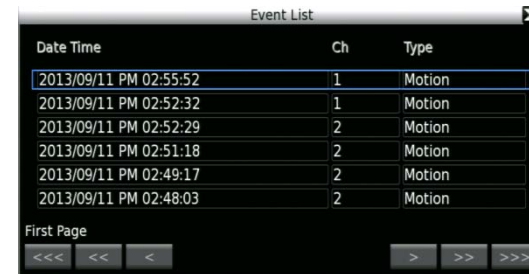 Event List
Date Time Ch Type
2013/09/11 PM 02:55:52 1 Motion
2013/09/11 PM 02:52:32 1 Motion
2013/09/11 PM 02:52:29 2 Motion
2013/09/11 PM 02:51:18 2 Motion
2013/09/11 PM 02:49:17 2 Motion
2013/09/11 PM 02:48:03 2 Motion
First Page
<<< << < > >> >>>